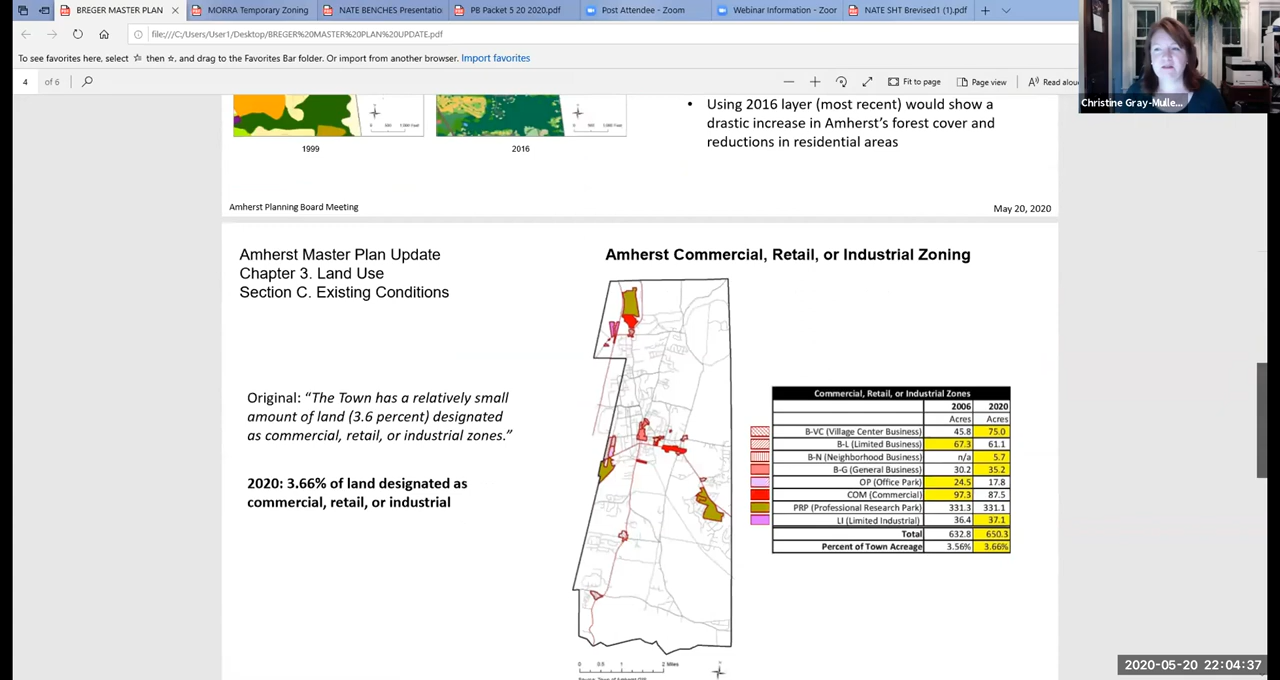 BREGER MASTER PLAN
MORRA Temporary Zoning
NATE BENCHES Presentatio
PB Packet 5 20 2020.pdf
Post Attendee - Zoom
Webinar Information - Zoor
NATE SHT Brevised1 (1).pdf
file:///C:/Users/User1/Desktop/BREGER%20MASTER%20PLAN%20UPDATE.pdf
To see favorites here, select ☆ then ☆, and drag to the Favorites Bar folder. Or import from another browser. Import favorites
4 of 6
Fit to page
Page view
Read alou
Christine Gray-Mulle...
1999
2016
• Using 2016 layer (most recent) would show a
drastic increase in Amherst's forest cover and
reductions in residential areas
Amherst Planning Board Meeting
May 20, 2020
Amherst Master Plan Update
Chapter 3. Land Use
Section C. Existing Conditions
Amherst Commercial, Retail, or Industrial Zoning
Original: "The Town has a relatively small
amount of land (3.6 percent) designated
as commercial, retail, or industrial zones."
2020: 3.66% of land designated as
commercial, retail, or industrial
Commercial, Retail, or Industrial Zones
2006 2020
Acres Acres
B-VC (Village Center Business) 45.8 75.0
B-L (Limited Business) 67.3 61.1
B-N (Neighborhood Business) n/a 5.7
B-G (General Business) 30.2 35.2
OP (Office Park) 24.5 17.8
COM (Commercial) 97.3 87.5
PRP (Professional Research Park) 331.3 331.1
LI (Limited Industrial) 36.4 37.1
Total 632.8 650.3
Percent of Town Acreage 3.56% 3.66%
0 0.5 1 2 Miles
2020-05-20 22:04:37